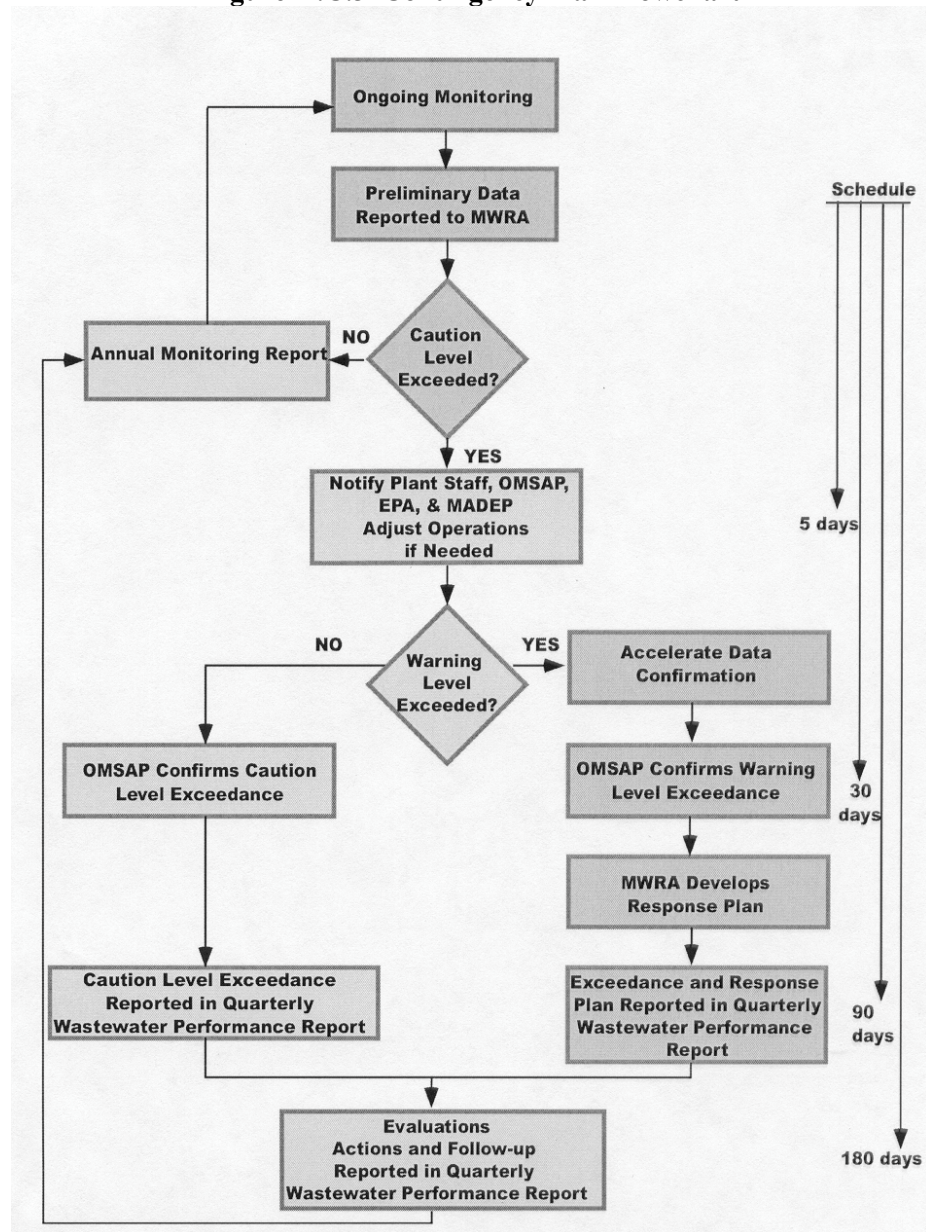 Ongoing Monitoring
Preliminary Data
Reported to MWRA
Schedule
Caution
Level
Exceeded?
NO
Annual Monitoring Report
YES
Notify Plant Staff, OMSAP,
EPA, & MADEP
Adjust Operations
if Needed
5 days
Warning
Level
Exceeded?
NO
YES
Accelerate Data
Confirmation
OMSAP Confirms Caution
Level Exceedance
OMSAP Confirms Warning
Level Exceedance
30
days
MWRA Develops
Response Plan
Caution Level Exceedance
Reported in Quarterly
Wastewater Performance Report
Exceedance and Response
Plan Reported in Quarterly
Wastewater Performance
Report
90
days
Evaluations
Actions and Follow-up
Reported in Quarterly
Wastewater Performance Report
180 days